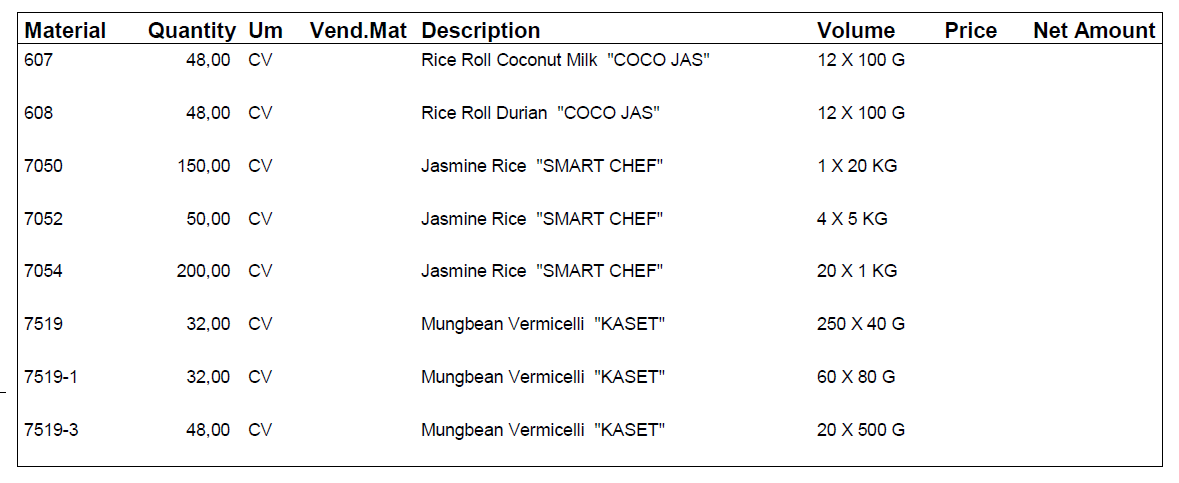 Material Quantity Um Vend.Mat Description Volume Price Net Amount
607 48,00 CV Rice Roll Coconut Milk "COCO JAS" 12 X 100 G
608 48,00 CV Rice Roll Durian "COCO JAS" 12 X 100 G
7050 150,00 CV Jasmine Rice "SMART CHEF" 1 X 20 KG
7052 50,00 CV Jasmine Rice "SMART CHEF" 4 X 5 KG
7054 200,00 CV Jasmine Rice "SMART CHEF" 20 X 1 KG
7519 32,00 CV Mungbean Vermicelli "KASET" 250 X 40 G
7519-1 32,00 CV Mungbean Vermicelli "KASET" 60 X 80 G
7519-3 48,00 CV Mungbean Vermicelli "KASET" 20 X 500 G